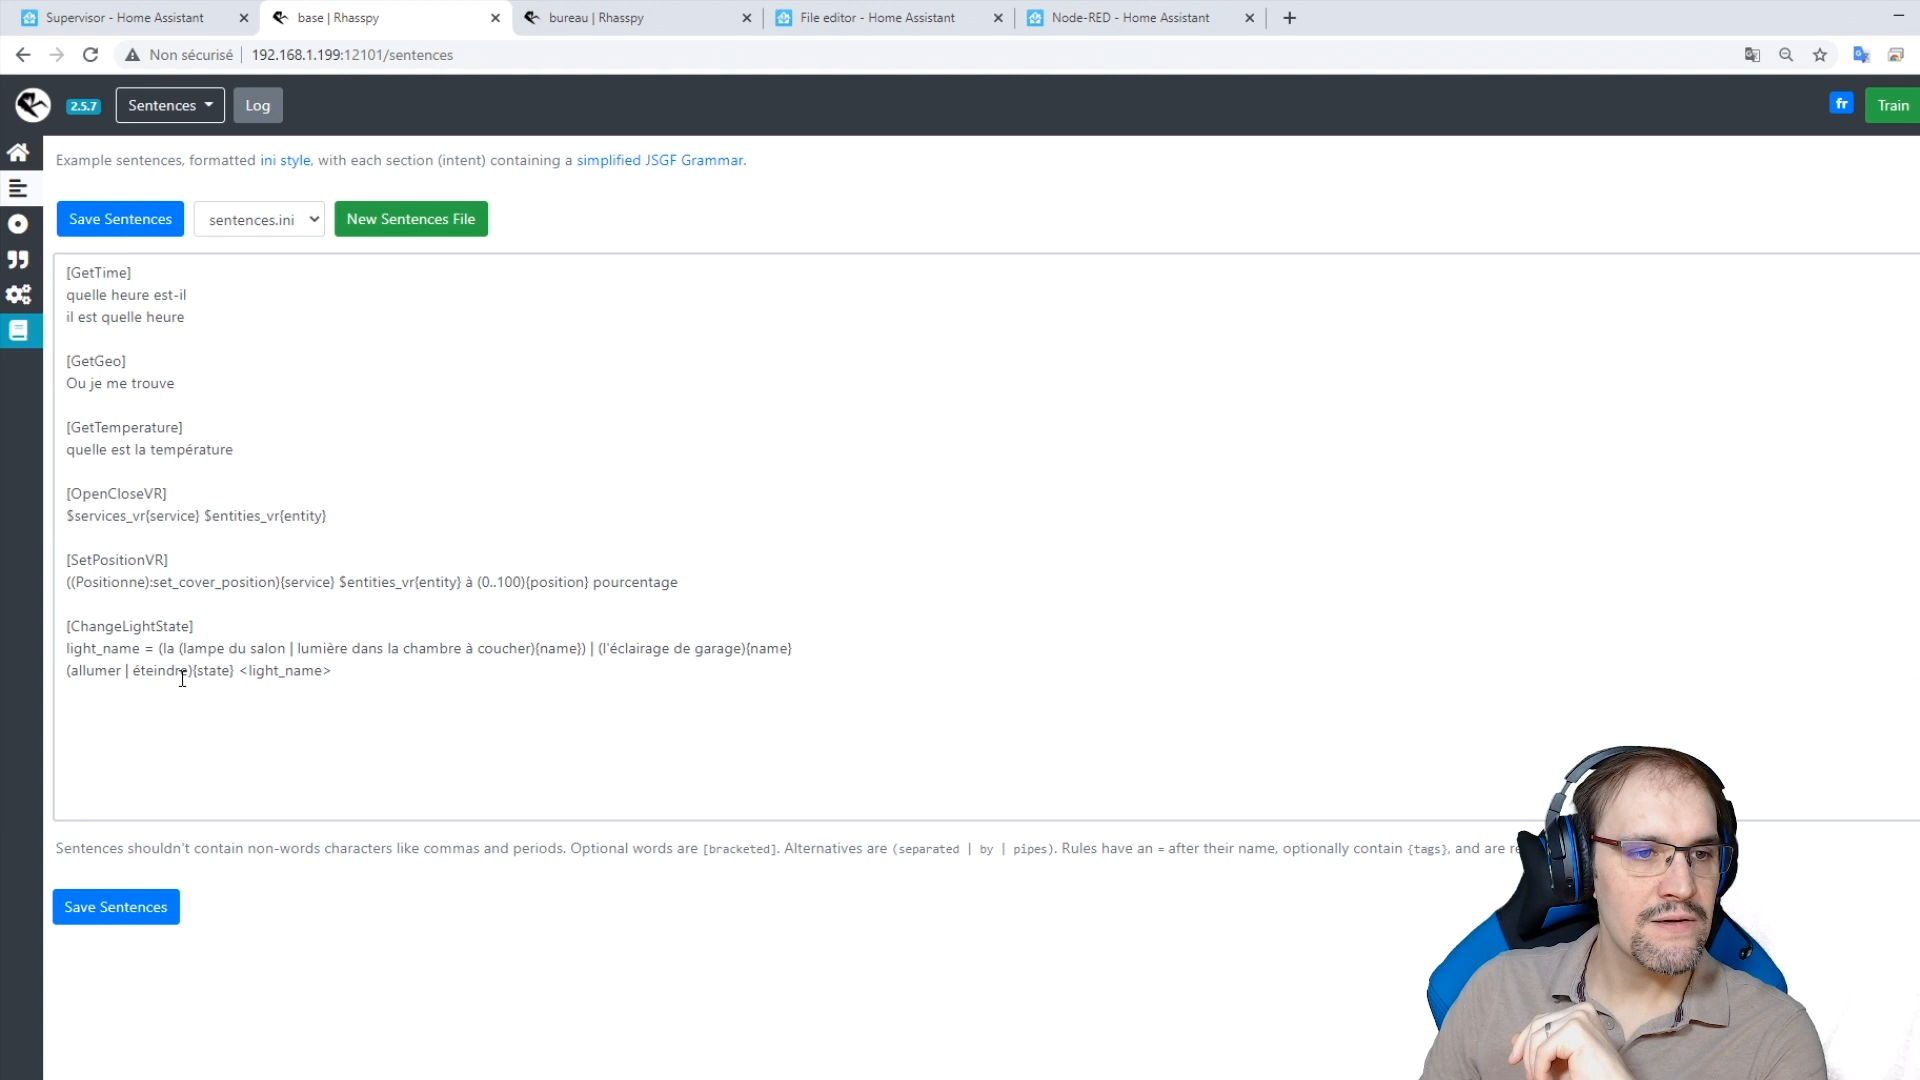 Supervisor - Home Assistant
base | Rhasspy
bureau | Rhasspy
File editor - Home Assistant
Node-RED - Home Assistant
Non sécurisé
192.168.1.199:12101/sentences
2.5.7
Sentences
Log
fr
Train
Example sentences, formatted ini style, with each section (intent) containing a simplified JSGF Grammar.
Save Sentences
sentences.ini
New Sentences File
[GetTime]
quelle heure est-il
il est quelle heure
[GetGeo]
Ou je me trouve
[GetTemperature]
quelle est la température
[OpenCloseVR]
$services_vr{service} $entities_vr{entity}
[SetPositionVR]
((Positionne):set_cover_position){service} $entities_vr{entity} à (0..100){position} pourcentage
[ChangeLightState]
light_name = (la (lampe du salon | lumière dans la chambre à coucher){name}) | (l'éclairage de garage){name}
(allumer | éteindre){state} <light_name>
Sentences shouldn't contain non-words characters like commas and periods. Optional words are [bracketed]. Alternatives are (separated | by | pipes). Rules have an = after their name, optionally contain {tags}, and are
Save Sentences